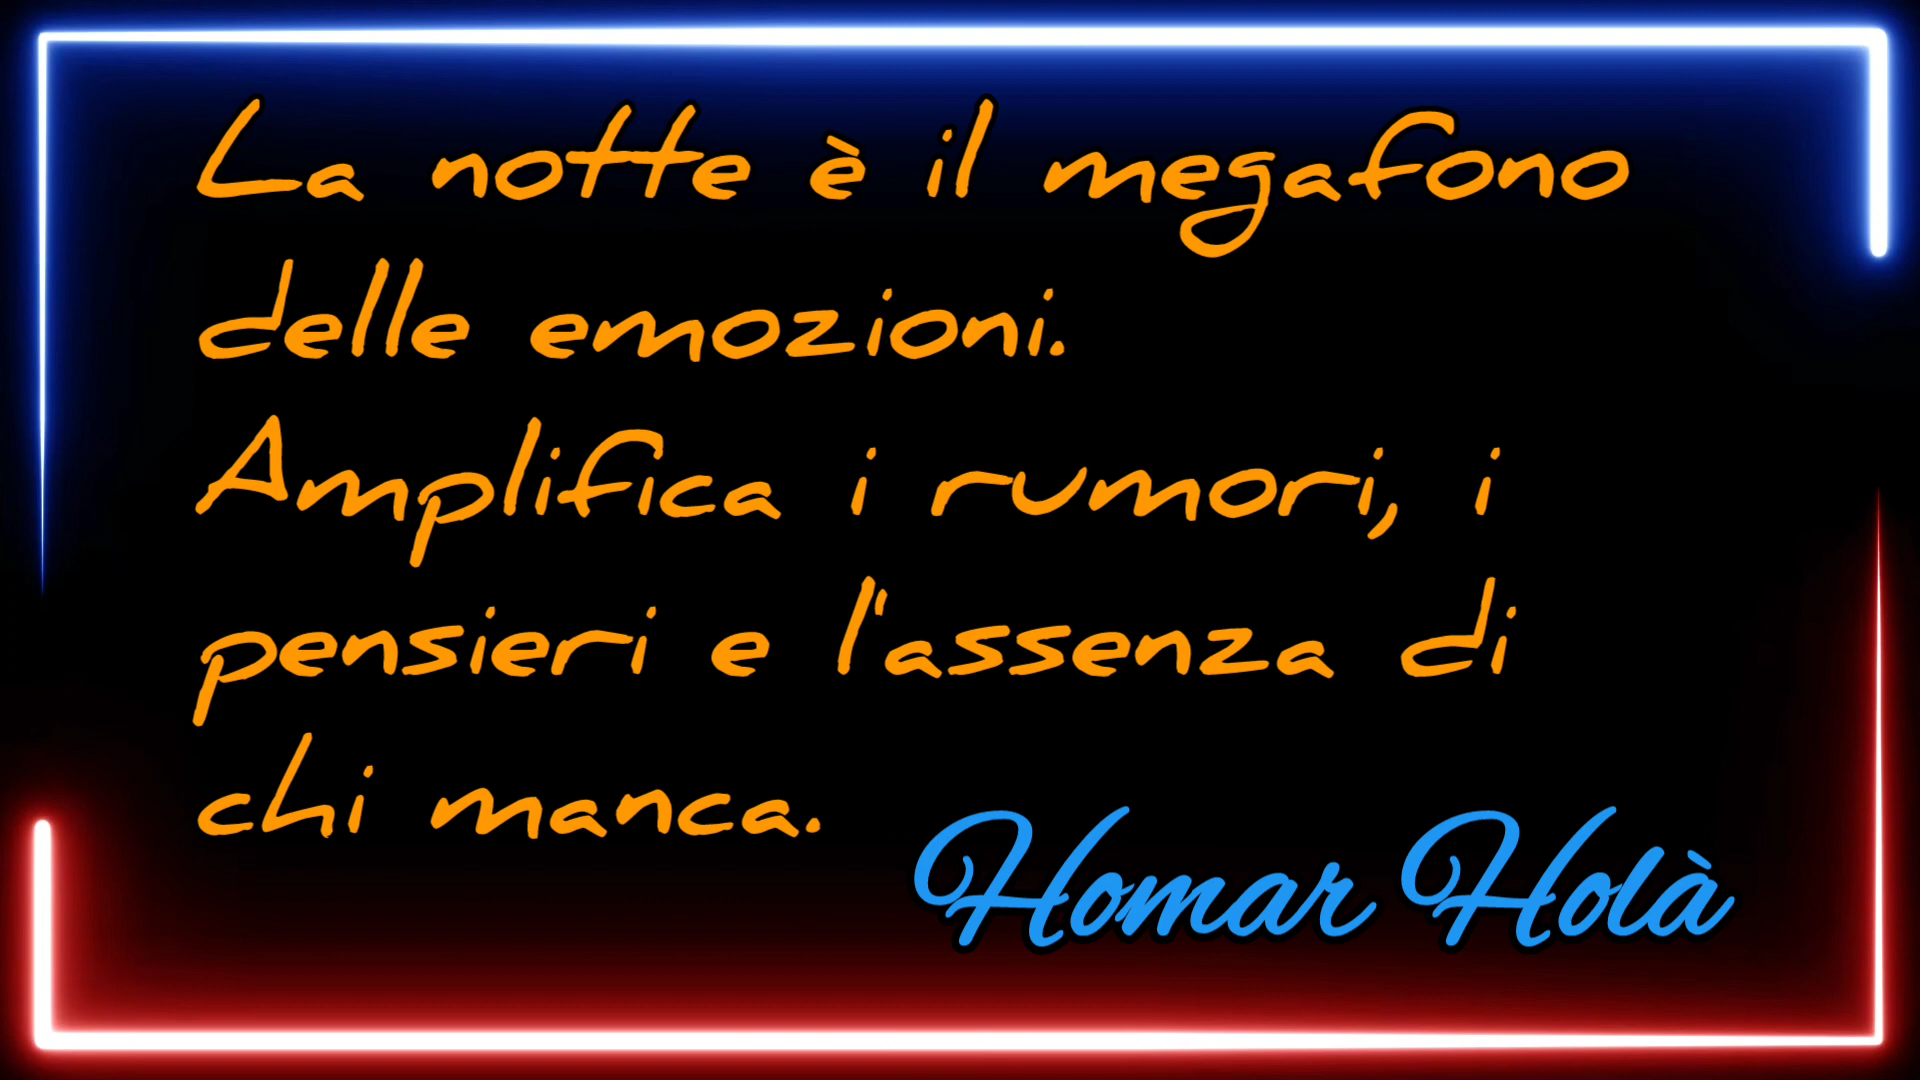 La notte è il megafono
delle emozioni.
Amplifica i rumori, i
pensieri e l'assenza di
chi manca.
Homar Holà